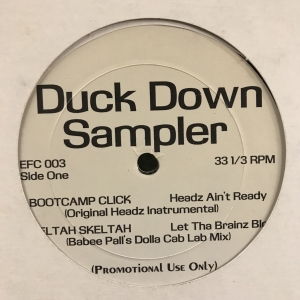 Duck Down
Sampler
EFC 003 33 1/3 RPM
Side One
BOOTCAMP CLICK Headz Ain't Ready
(Original Headz Instrumental)
ELTAH SKELTAH Let Tha Brainz Blo
(Babee Pall's Dolla Cab Lab Mix)
(Promotional Use Only)